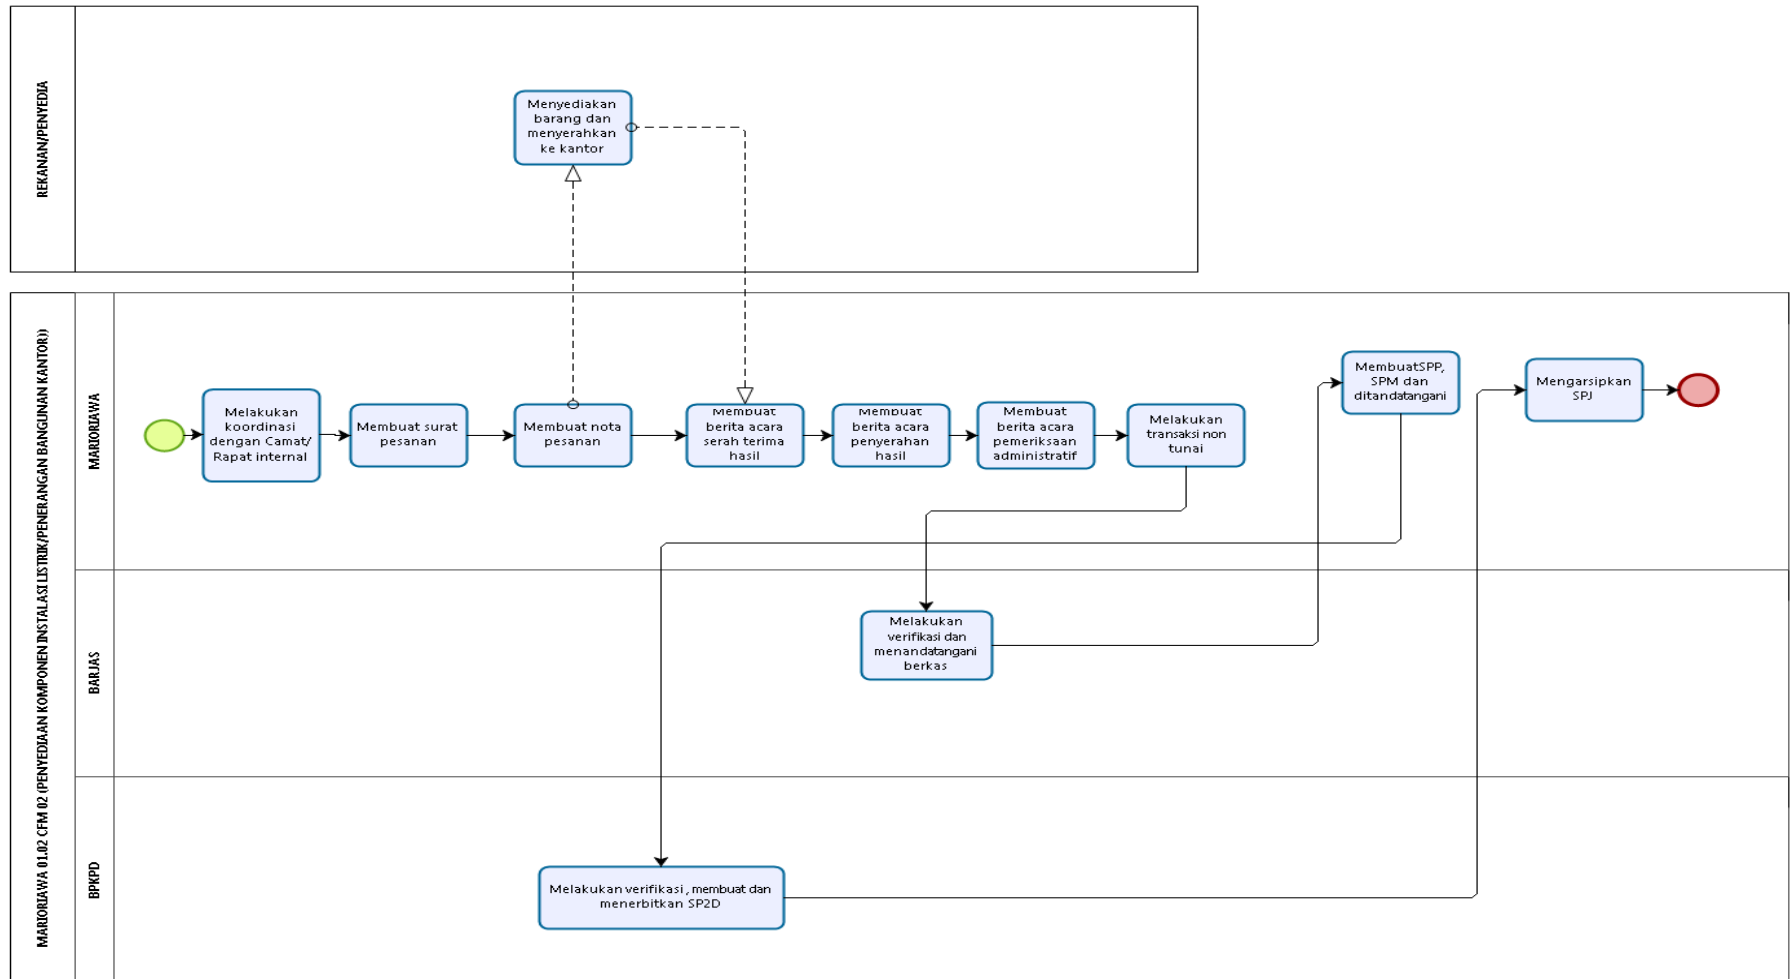 REKANAN/PENYEDIA
Menyediakan
barang dan
menyerahkan
ke kantor
MARIORIAWA 01.02 CFM 02 (PENYEDIAAN KOMPONEN INSTALASI LISTRIK/PENERANGAN BANGUNAN KANTOR))
MARIORIAWA
Melakukan
koordinasi
dengan Camat/
Rapat internal
Membuat surat
pesanan
Membuat nota
pesanan
Membuat
berita acara
serah terima
hasil
Membuat
berita acara
penyerahan
hasil
Membuat
berita acara
pemeriksaan
administratif
Melakukan
transaksi non
tunai
MembuatSPP,
SPM dan
ditandatangani
Mengarsipkan
SPJ
BARJAS
Melakukan
verifikasi dan
menandatangani
berkas
BPKPD
Melakukan verifikasi , membuat dan
menerbitkan SP2D